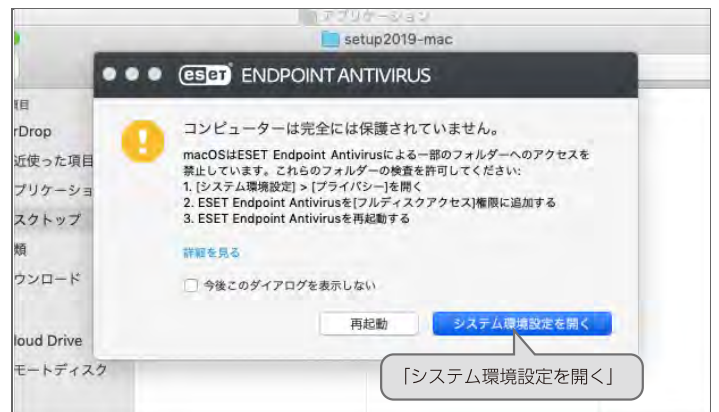 アプリケーション
setup2019-mac
eset ENDPOINT ANTIVIRUS
項目
rDrop
近使った項目
プリケーショ
スクトップ
類
ウンロード
loud Drive
モートディスク
コンピューターは完全には保護されていません。
macOSはESET Endpoint Antivirusによる一部のフォルダーへのアクセスを
禁止しています。これらのフォルダーの検査を許可してください:
1. [システム環境設定] > [プライバシー]を開く
2. ESET Endpoint Antivirusを[フルディスクアクセス]権限に追加する
3. ESET Endpoint Antivirusを再起動する
詳細を見る
今後このダイアログを表示しない
再起動
システム環境設定を開く
「システム環境設定を開く」